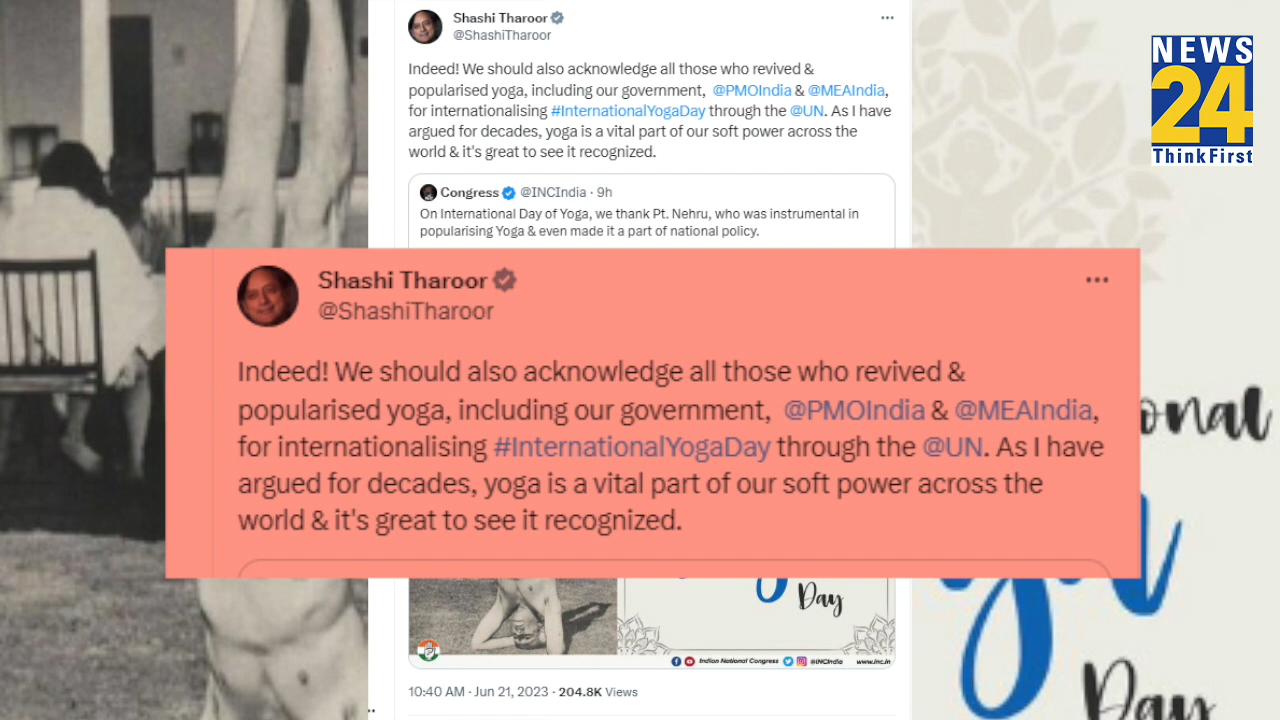 Shashi Tharoor
@ShashiTharoor
Indeed! We should also acknowledge all those who revived &
popularised yoga, including our government, @PMOIndia & @MEAIndia,
for internationalising #InternationalYogaDay through the @UN. As I have
argued for decades, yoga is a vital part of our soft power across the
world & it's great to see it recognized.
Congress @INCIndia · 9h
On International Day of Yoga, we thank Pt. Nehru, who was instrumental in
popularising Yoga & even made it a part of national policy.
NEWS
24
ThinkFirst
Shashi Tharoor
@ShashiTharoor
Indeed! We should also acknowledge all those who revived &
popularised yoga, including our government, @PMOIndia & @MEAIndia,
for internationalising #InternationalYogaDay through the @UN. As I have
argued for decades, yoga is a vital part of our soft power across the
world & it's great to see it recognized.
onal
Day
Indian National Congress @INCIndia www.inc.in
10:40 AM · Jun 21, 2023 · 204.8K Views
Day